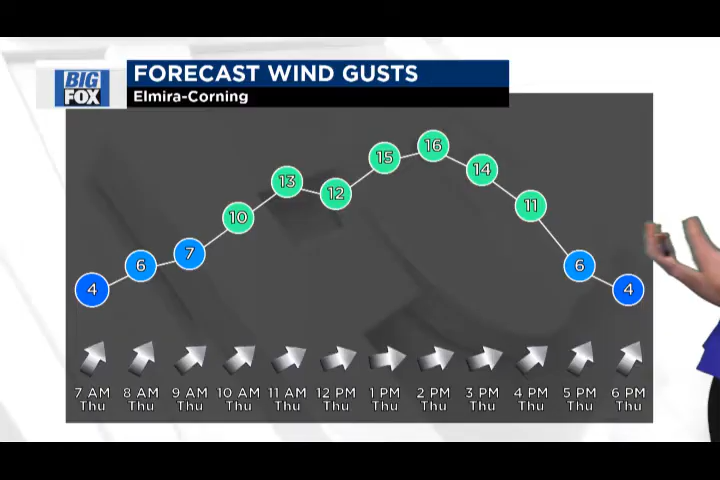 BIG
FOX
FORECAST WIND GUSTS
Elmira-Corning
4 6 7 10 13 12 15 16 14 11 6 4
7 AM 8 AM 9 AM 10 AM 11 AM 12 PM 1 PM 2 PM 3 PM 4 PM 5 PM 6 PM
Thu Thu Thu Thu Thu Thu Thu Thu Thu Thu Thu Thu